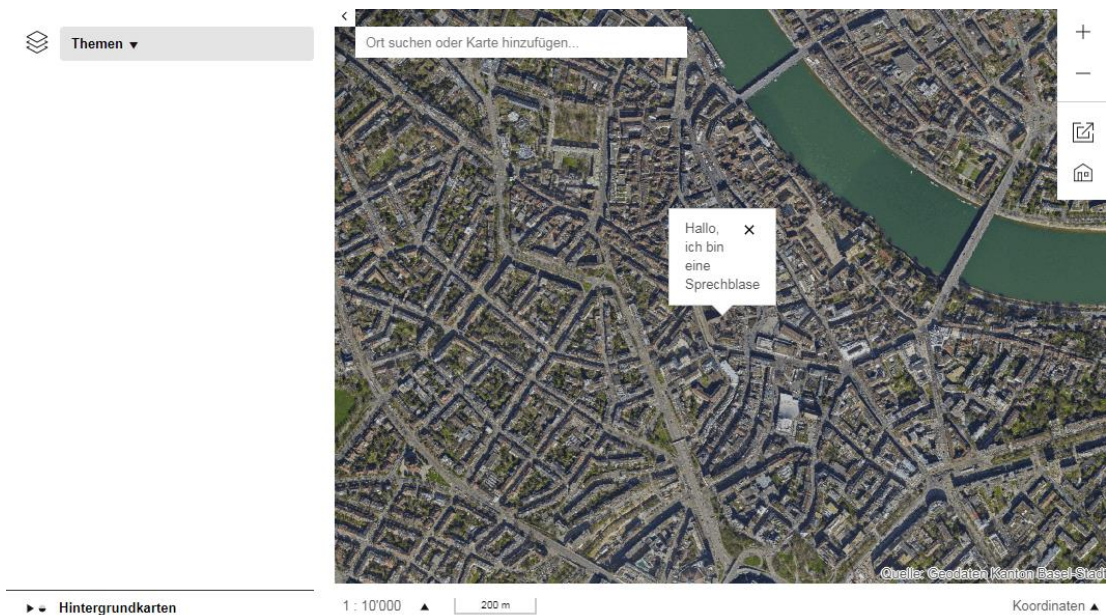 Themen ▼
Ort suchen oder Karte hinzufügen...
Hallo,
ich bin
eine
Sprechblase
Quelle: Geodaten Kanton Basel-Stadt
Hintergrundkarten
1 : 10'000 ▲
200 m
Koordinaten ▲